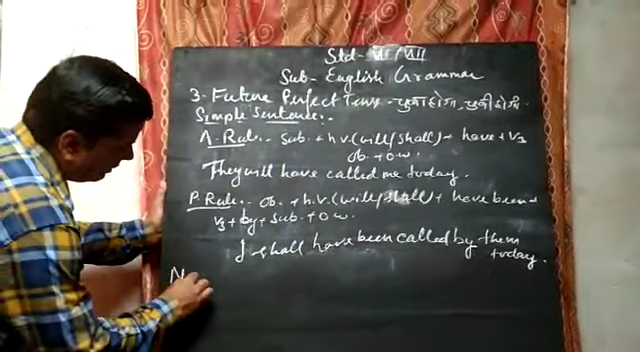 Std- VII/VIII
Sub- English Grammar
3. Future Perfect Tense - चुका होगा, चुकी होगी.
Simple Sentence:-
A. Rule:- Sub. + h.v.(will/shall) + have + V3
ob. + o.w.
They will have called me today.
P. Rule:- ob. + h.v.(will/shall) + have been +
V3 + by + sub. + o.w.
I shall have been called by them
today.
N